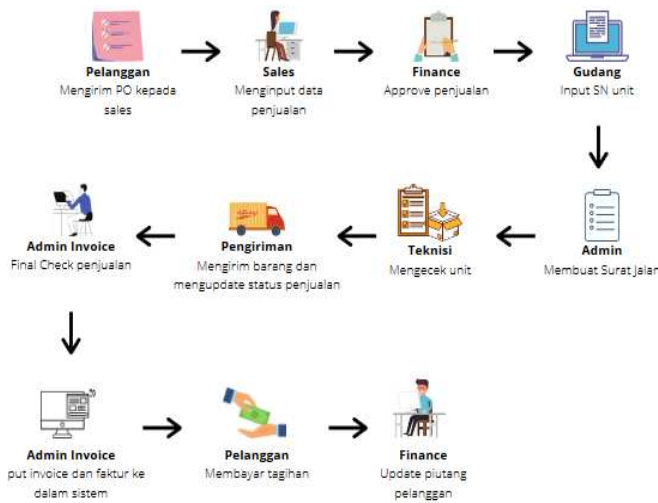 Pelanggan
Mengirim PO kepada
sales
Sales
Menginput data
penjualan
Finance
Approve penjualan
Gudang
Input SN unit
Admin Invoice
Final Check penjualan
Pengiriman
Mengirim barang dan
mengupdate status penjualan
Teknisi
Mengecek unit
Admin
Membuat Surat Jalan
Admin Invoice
put invoice dan faktur ke
dalam sistem
Pelanggan
Membayar tagihan
Finance
Update piutang
pelanggan